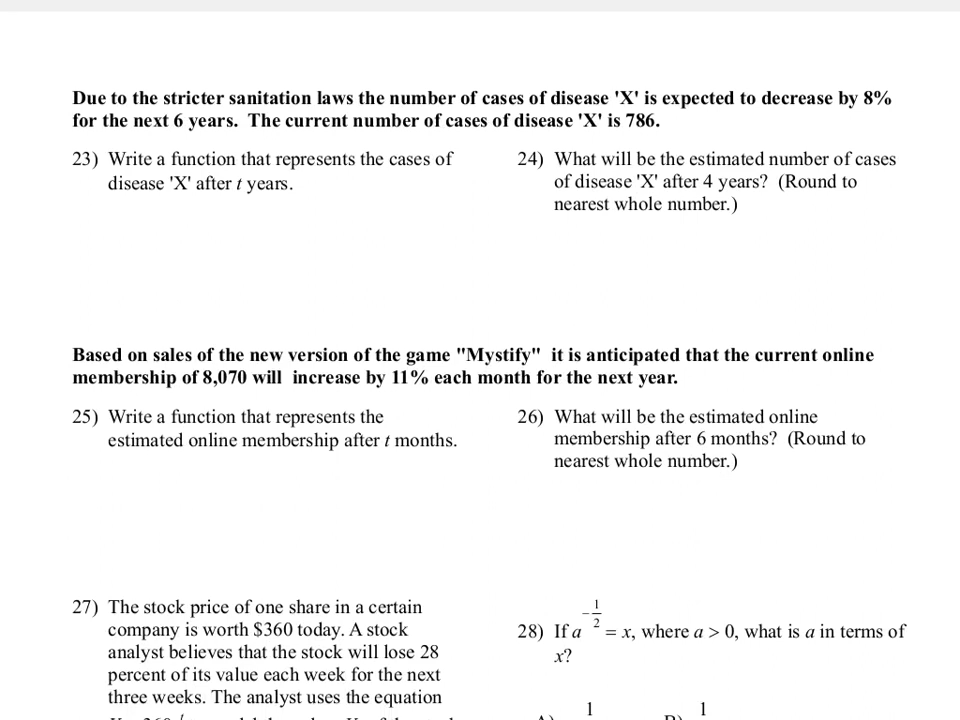 Due to the stricter sanitation laws the number of cases of disease 'X' is expected to decrease by 8%
for the next 6 years. The current number of cases of disease 'X' is 786.
23) Write a function that represents the cases of
disease 'X' after t years.
24) What will be the estimated number of cases
of disease 'X' after 4 years? (Round to
nearest whole number.)
Based on sales of the new version of the game "Mystify" it is anticipated that the current online
membership of 8,070 will increase by 11% each month for the next year.
25) Write a function that represents the
estimated online membership after t months.
26) What will be the estimated online
membership after 6 months? (Round to
nearest whole number.)
27) The stock price of one share in a certain
company is worth $360 today. A stock
analyst believes that the stock will lose 28
percent of its value each week for the next
three weeks. The analyst uses the equation
28) If a^(-1/2) = x, where a > 0, what is a in terms of
x?
1 1